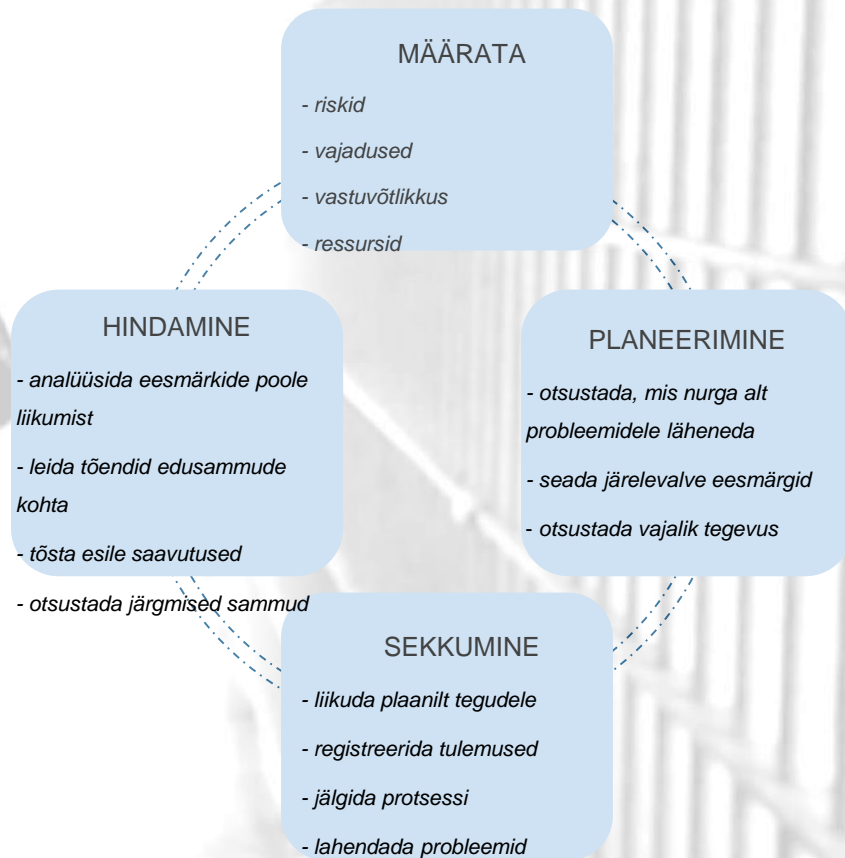 MÄÄRATA
- riskid
- vajadused
- vastuvõtlikkus
- ressursid
HINDAMINE
- analüüsida eesmärkide poole
liikumist
- leida tõendid edusammude
kohta
- tõsta esile saavutused
- otsustada järgmised sammud
PLANEERIMINE
- otsustada, mis nurga alt
probleemidele läheneda
- seada järelevalve eesmärgid
- otsustada vajalik tegevus
SEKKUMINE
- liikuda plaanilt tegudele
- registreerida tulemused
- jälgida protsessi
- lahendada probleemid